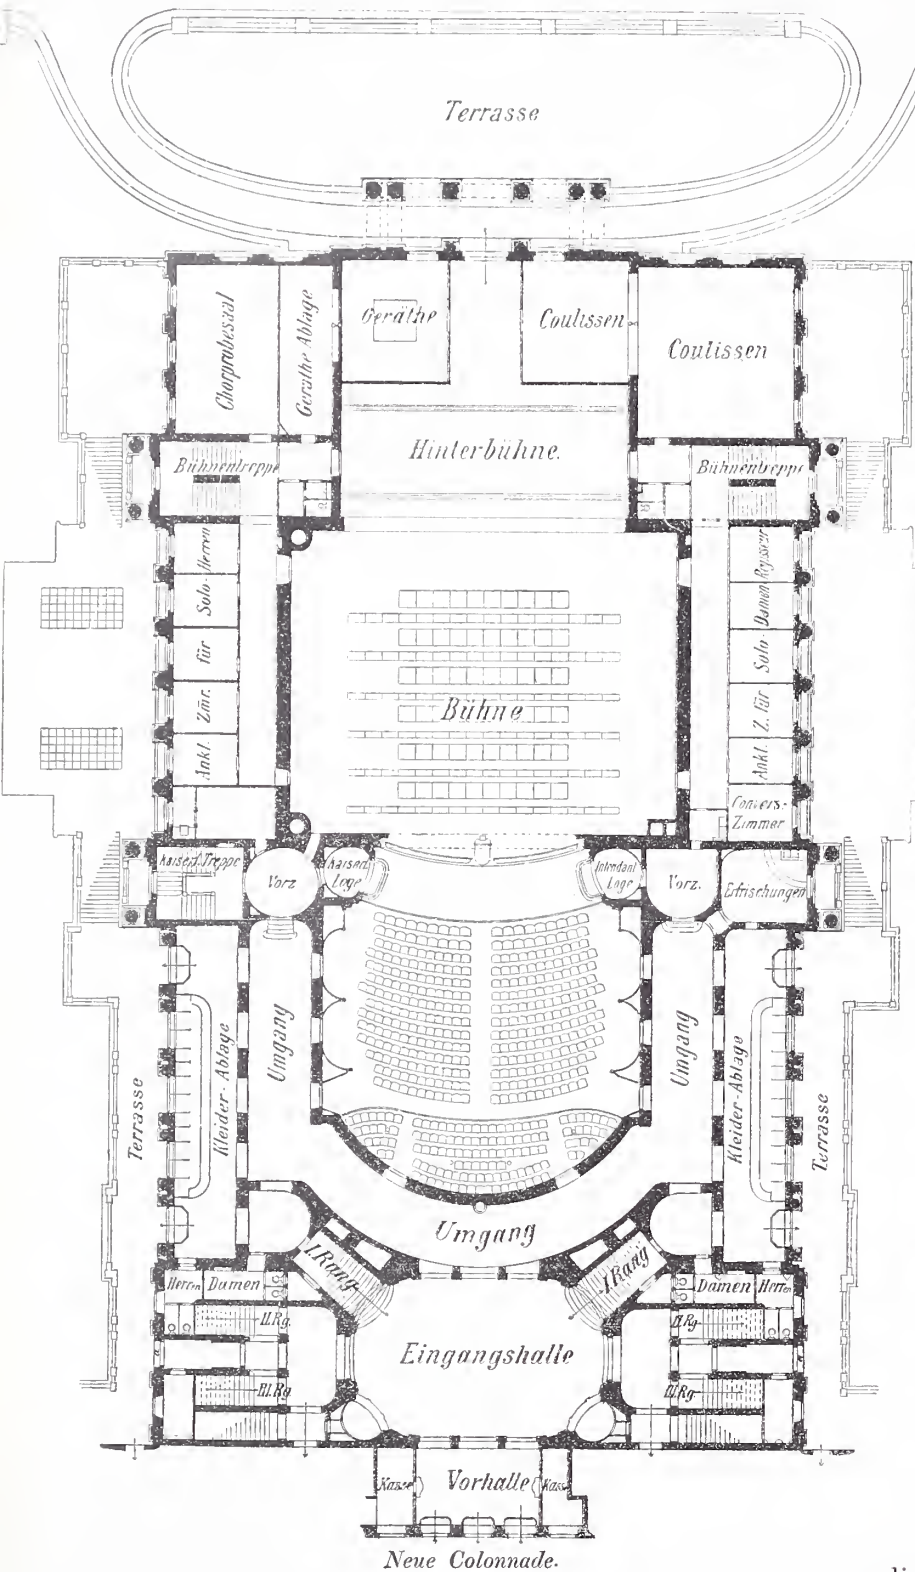 Terrasse
Chorprobesaal
Geräthe Ablage
Geräthe
Coulissen
Coulissen
Hinterbühne.
Bühnentreppe
Bühnentreppe
Ankl. Zmr. für Solo-Herren
Bühne
Ankl. Z. für Solo-Damen
Convers-
Zimmer
Kaiserl. Treppe
Vorz
Kaiserl
Loge
Intendant
Loge
Vorz.
Erfrischungen
Terrasse
Kleider-Ablage
Umgang
Umgang
Kleider-Ablage
Terrasse
Umgang
I.Rang
I.Rang
Herren
Damen
Damen
Herren
II.Rg.
II.Rg.
Eingangshalle
III.Rg.
III.Rg.
Kasse
Vorhalle
Kasse
Neue Colonnade.